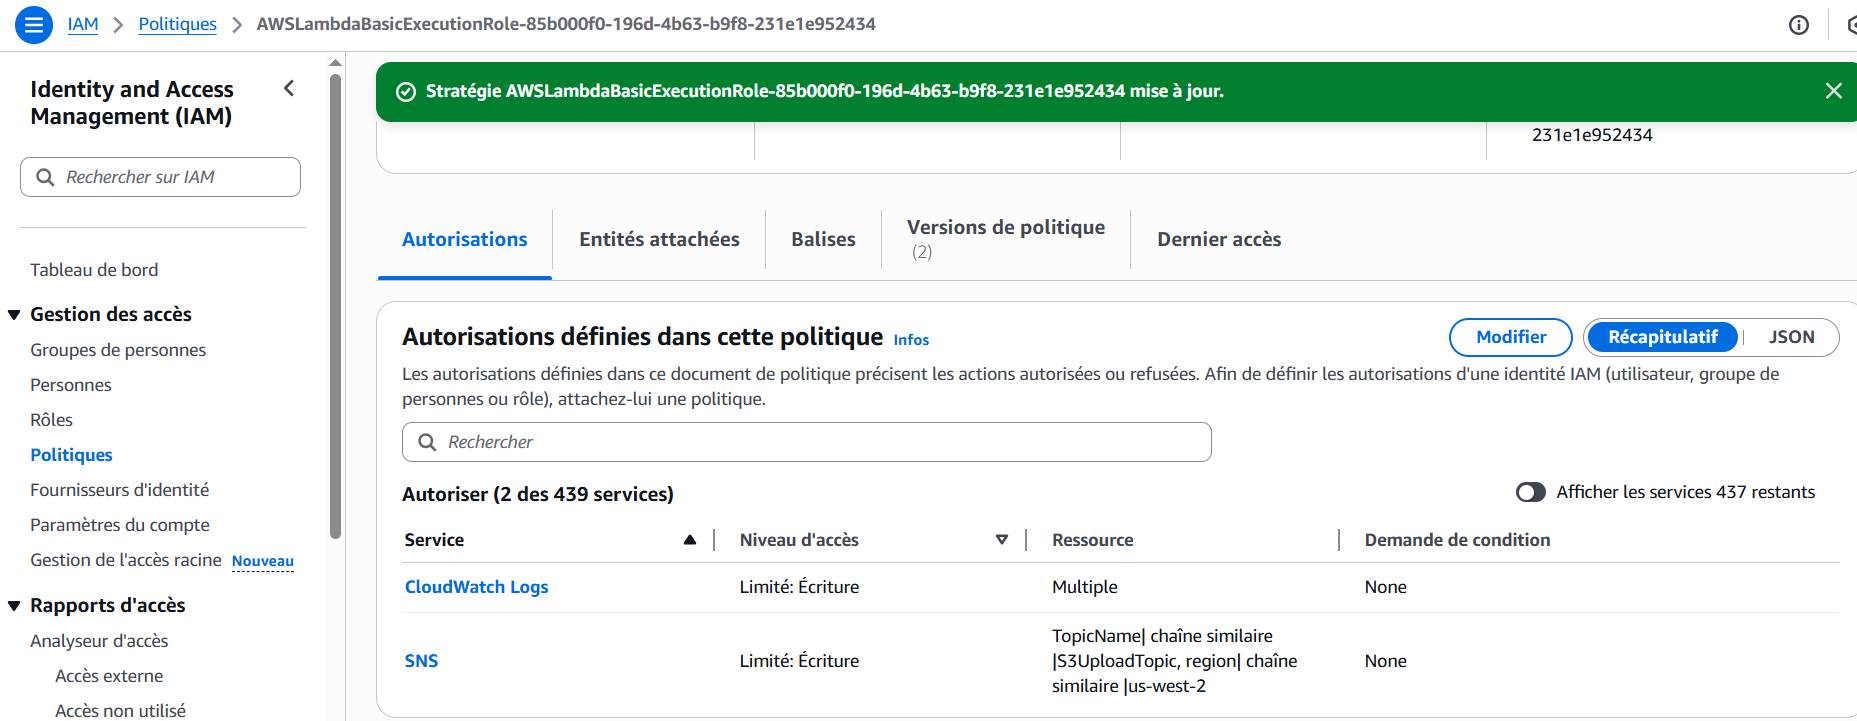 IAM > Politiques > AWSLambdaBasicExecutionRole-85b000f0-196d-4b63-b9f8-231e1e952434
Identity and Access
Management (IAM)
Rechercher sur IAM
Tableau de bord
Gestion des accès
Groupes de personnes
Personnes
Rôles
Politiques
Fournisseurs d'identité
Paramètres du compte
Gestion de l'accès racine Nouveau
Rapports d'accès
Analyseur d'accès
Accès externe
Accès non utilisé
Stratégie AWSLambdaBasicExecutionRole-85b000f0-196d-4b63-b9f8-231e1e952434 mise à jour.
231e1e952434
Autorisations
Entités attachées
Balises
Versions de politique
(2)
Dernier accès
Autorisations définies dans cette politique Infos
Modifier
Récapitulatif
JSON
Les autorisations définies dans ce document de politique précisent les actions autorisées ou refusées. Afin de définir les autorisations d'une identité IAM (utilisateur, groupe de
personnes ou rôle), attachez-lui une politique.
Rechercher
Autoriser (2 des 439 services)
Afficher les services 437 restants
Service
Niveau d'accès
Ressource
Demande de condition
CloudWatch Logs
Limité: Écriture
Multiple
None
SNS
Limité: Écriture
TopicName| chaîne similaire
|S3UploadTopic, region| chaîne
similaire |us-west-2
None